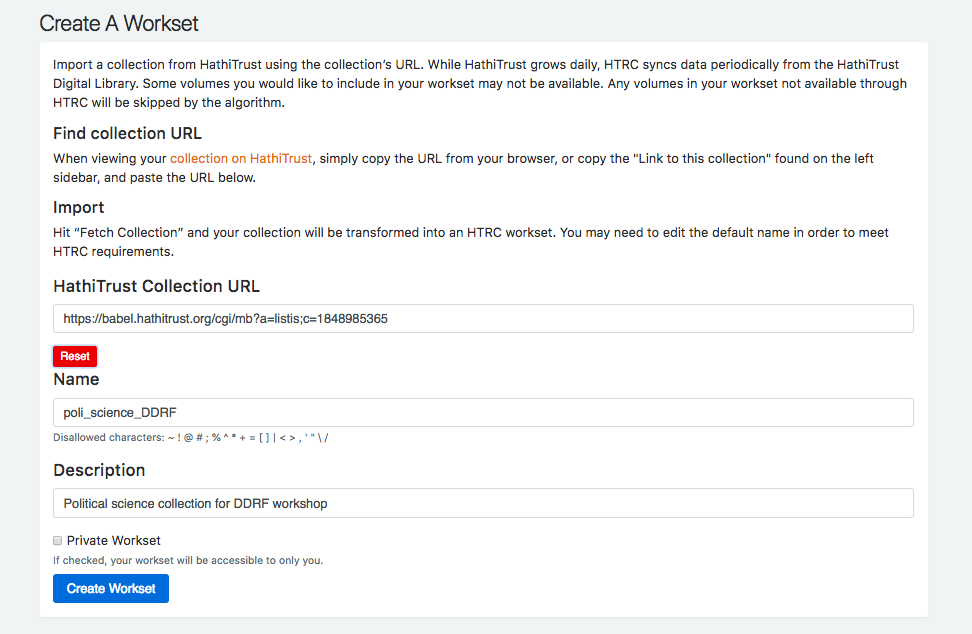 Create A Workset
Import a collection from HathiTrust using the collection’s URL. While HathiTrust grows daily, HTRC syncs data periodically from the HathiTrust
Digital Library. Some volumes you would like to include in your workset may not be available. Any volumes in your workset not available through
HTRC will be skipped by the algorithm.
Find collection URL
When viewing your collection on HathiTrust, simply copy the URL from your browser, or copy the "Link to this collection" found on the left
sidebar, and paste the URL below.
Import
Hit “Fetch Collection” and your collection will be transformed into an HTRC workset. You may need to edit the default name in order to meet
HTRC requirements.
HathiTrust Collection URL
https://babel.hathitrust.org/cgi/mb?a=listis;c=1848985365
Reset
Name
poli_science_DDRF
Disallowed characters: ~ ! @ # ; % ^ * + = [ ] | < > , ' " \ /
Description
Political science collection for DDRF workshop
Private Workset
If checked, your workset will be accessible to only you.
Create Workset